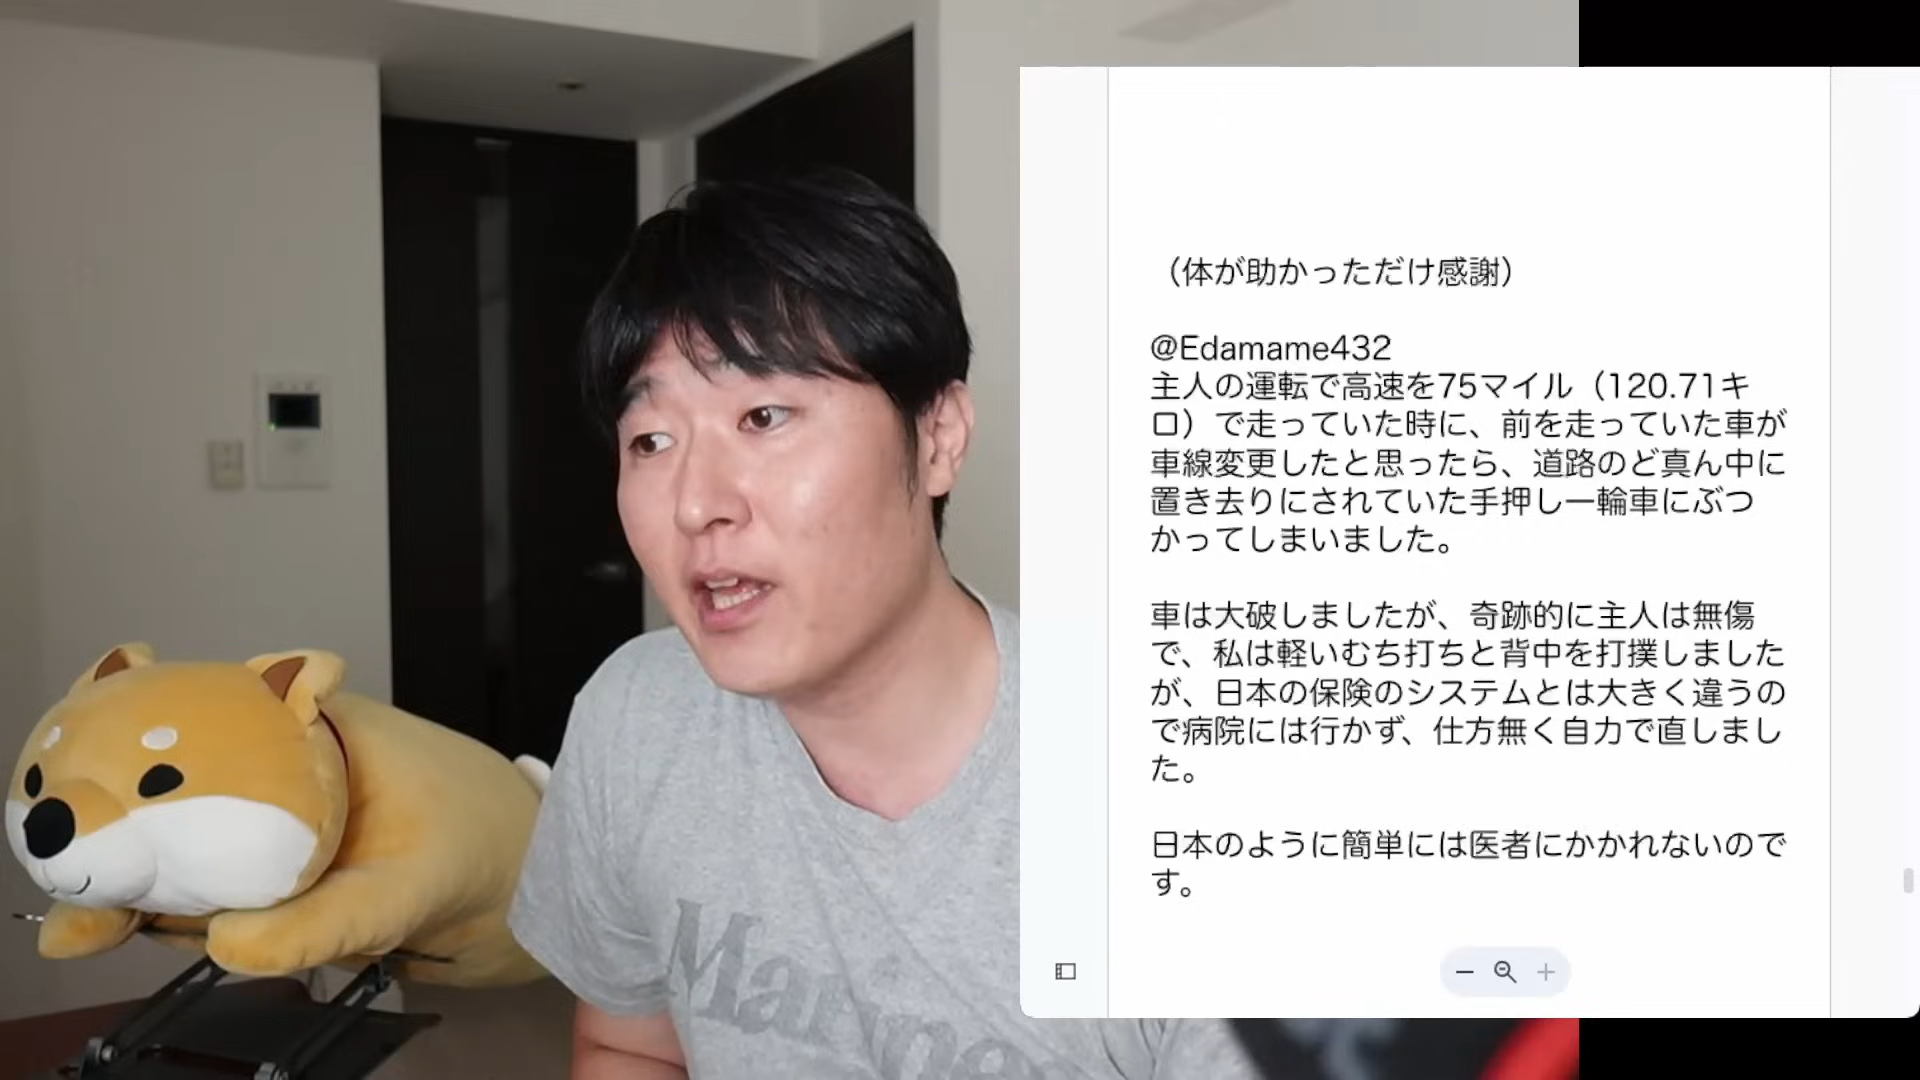 （体が助かっただけ感謝）
@Edamame432
主人の運転で高速を75マイル（120.71キ
ロ）で走っていた時に、前を走っていた車が
車線変更したと思ったら、道路のど真ん中に
置き去りにされていた手押し一輪車にぶつ
かってしまいました。
車は大破しましたが、奇跡的に主人は無傷
で、私は軽いむち打ちと背中を打撲しました
が、日本の保険のシステムとは大きく違うの
で病院には行かず、仕方無く自力で直しまし
た。
日本のように簡単には医者にかかれないので
す。